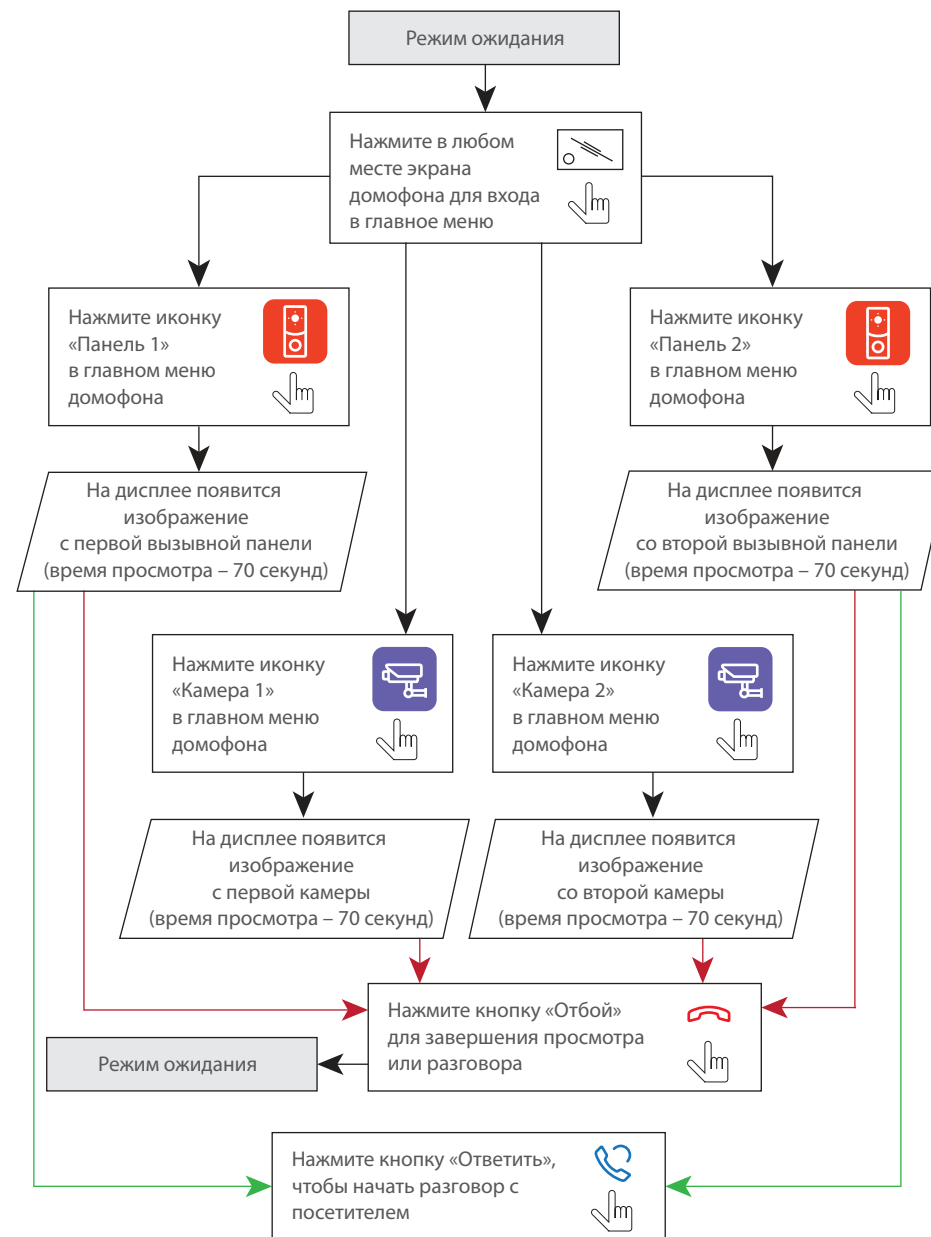 Режим ожидания
Нажмите в любом
месте экрана
домофона для входа
в главное меню
Нажмите иконку
«Панель 1»
в главном меню
домофона
Нажмите иконку
«Панель 2»
в главном меню
домофона
На дисплее появится
изображение
с первой вызывной панели
(время просмотра – 70 секунд)
На дисплее появится
изображение
со второй вызывной панели
(время просмотра – 70 секунд)
Нажмите иконку
«Камера 1»
в главном меню
домофона
Нажмите иконку
«Камера 2»
в главном меню
домофона
На дисплее появится
изображение
с первой камеры
(время просмотра – 70 секунд)
На дисплее появится
изображение
со второй камеры
(время просмотра – 70 секунд)
Нажмите кнопку «Отбой»
для завершения просмотра
или разговора
Режим ожидания
Нажмите кнопку «Ответить»,
чтобы начать разговор с
посетителем